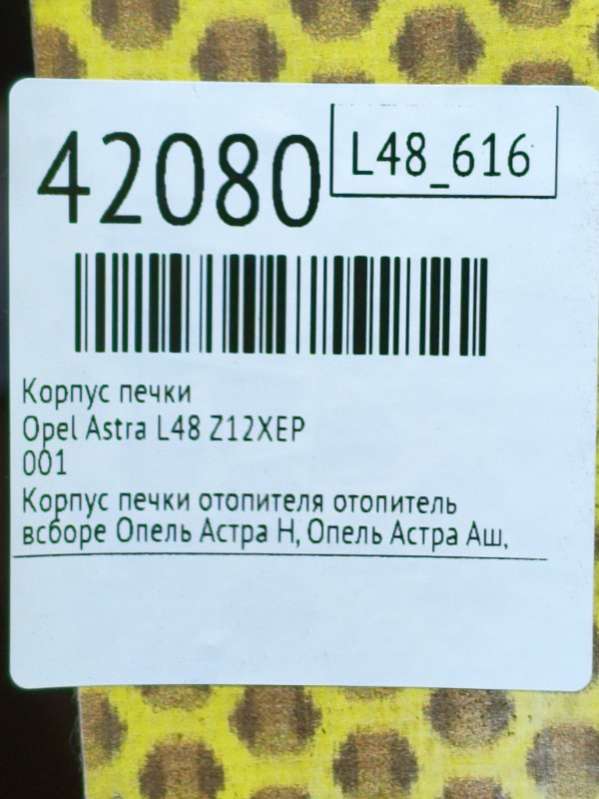 42080
L48_616
Корпус печки
Opel Astra L48 Z12XEP
001
Корпус печки отопителя отопитель
всборе Опель Астра Н, Опель Астра Аш,